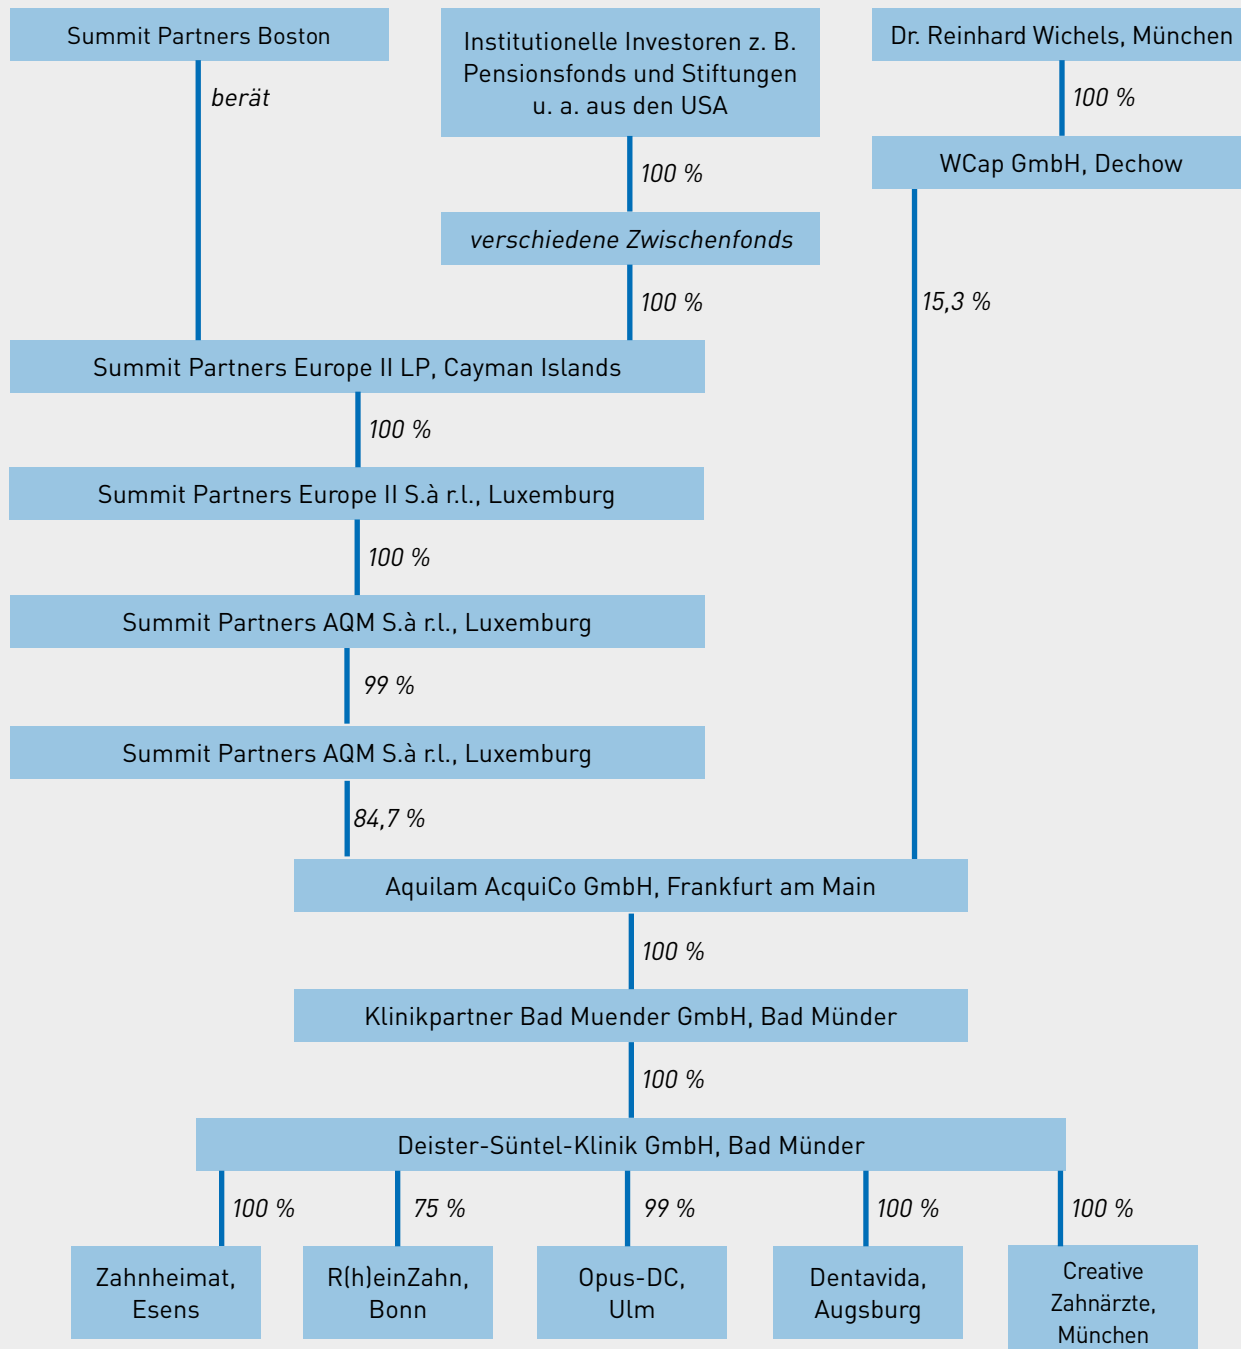 Summit Partners Boston
Institutionelle Investoren z. B.
Pensionsfonds und Stiftungen
u. a. aus den USA
Dr. Reinhard Wichels, München
berät
100 %
WCap GmbH, Dechow
100 %
verschiedene Zwischenfonds
100 %
15,3 %
Summit Partners Europe II LP, Cayman Islands
100 %
Summit Partners Europe II S.à r.l., Luxemburg
100 %
Summit Partners AQM S.à r.l., Luxemburg
99 %
Summit Partners AQM S.à r.l., Luxemburg
84,7 %
Aquilam AcquiCo GmbH, Frankfurt am Main
100 %
Klinikpartner Bad Muender GmbH, Bad Münder
100 %
Deister-Süntel-Klinik GmbH, Bad Münder
100 %
75 %
99 %
100 %
100 %
Zahnheimat,
Esens
R(h)einZahn,
Bonn
Opus-DC,
Ulm
Dentavida,
Augsburg
Creative
Zahnärzte,
München